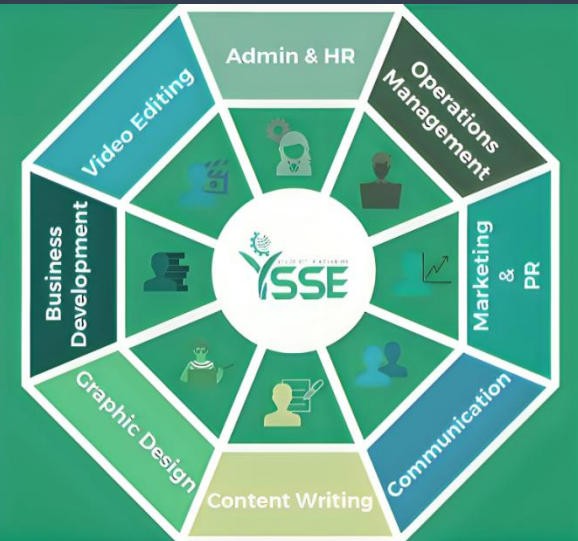 Admin & HR
Operations
Management
Marketing
&
PR
Communication
Content Writing
Graphic Design
Business
Development
Video Editing
YSSE